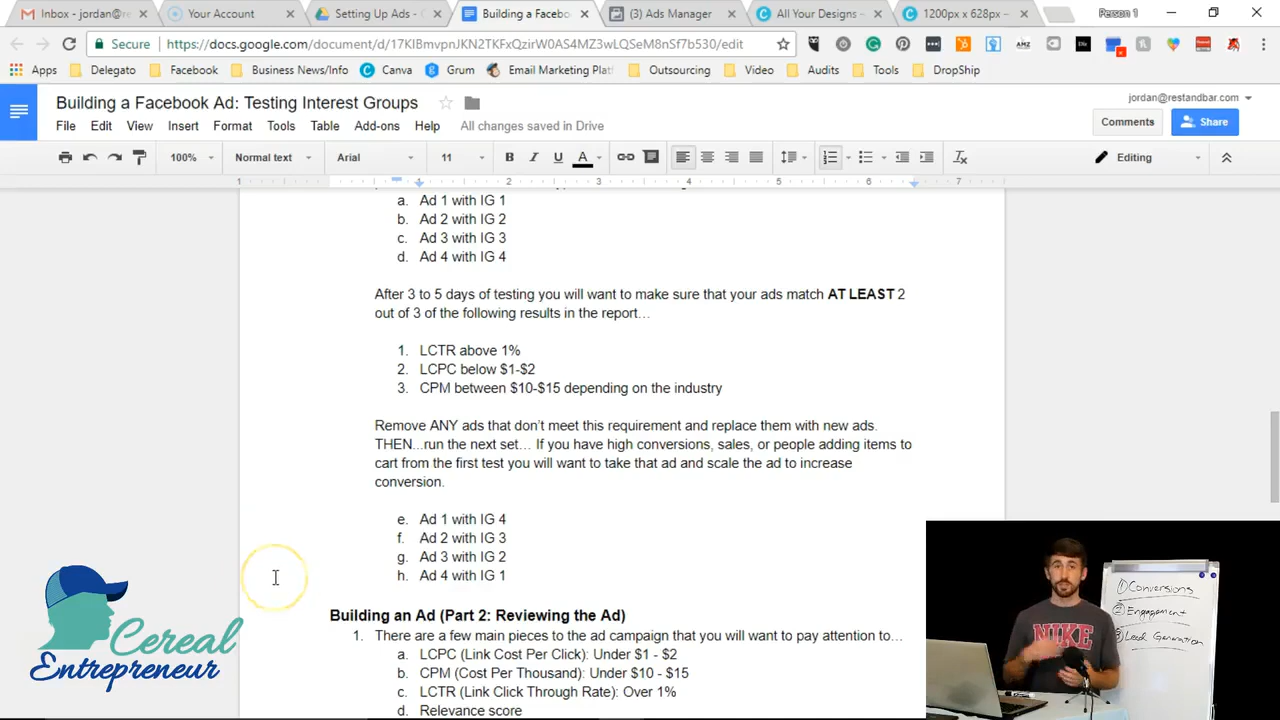 Inbox - jordan@re
Your Account
Setting Up Ads -
Building a Facebo
(3) Ads Manager
All Your Designs –
1200px x 628px –
Person 1
Secure
https://docs.google.com/document/d/17KIBmvpnJKN2TKFxQzirW0AS4MZ3wLQSeM8nSf7b530/edit
Apps
Delegato
Facebook
Business News/Info
Canva
Grum
Email Marketing Platf
Outsourcing
Video
Audits
Tools
DropShip
Building a Facebook Ad: Testing Interest Groups
jordan@restandbar.com
File Edit View Insert Format Tools Table Add-ons Help
All changes saved in Drive
Comments
Share
100%
Normal text
Arial
11
B I U A
Editing
1 1 2 3 4 5 6 7
a. Ad 1 with IG 1
b. Ad 2 with IG 2
c. Ad 3 with IG 3
d. Ad 4 with IG 4
After 3 to 5 days of testing you will want to make sure that your ads match AT LEAST 2
out of 3 of the following results in the report…
1. LCTR above 1%
2. LCPC below $1-$2
3. CPM between $10-$15 depending on the industry
Remove ANY ads that don’t meet this requirement and replace them with new ads.
THEN...run the next set… If you have high conversions, sales, or people adding items to
cart from the first test you will want to take that ad and scale the ad to increase
conversion.
e. Ad 1 with IG 4
f. Ad 2 with IG 3
g. Ad 3 with IG 2
h. Ad 4 with IG 1
Building an Ad (Part 2: Reviewing the Ad)
1. There are a few main pieces to the ad campaign that you will want to pay attention to…
a. LCPC (Link Cost Per Click): Under $1 - $2
b. CPM (Cost Per Thousand): Under $10 - $15
c. LCTR (Link Click Through Rate): Over 1%
d. Relevance score
Cereal
Entrepreneur
NIKE
① Conversions
② Engagement
③ Lead Generation